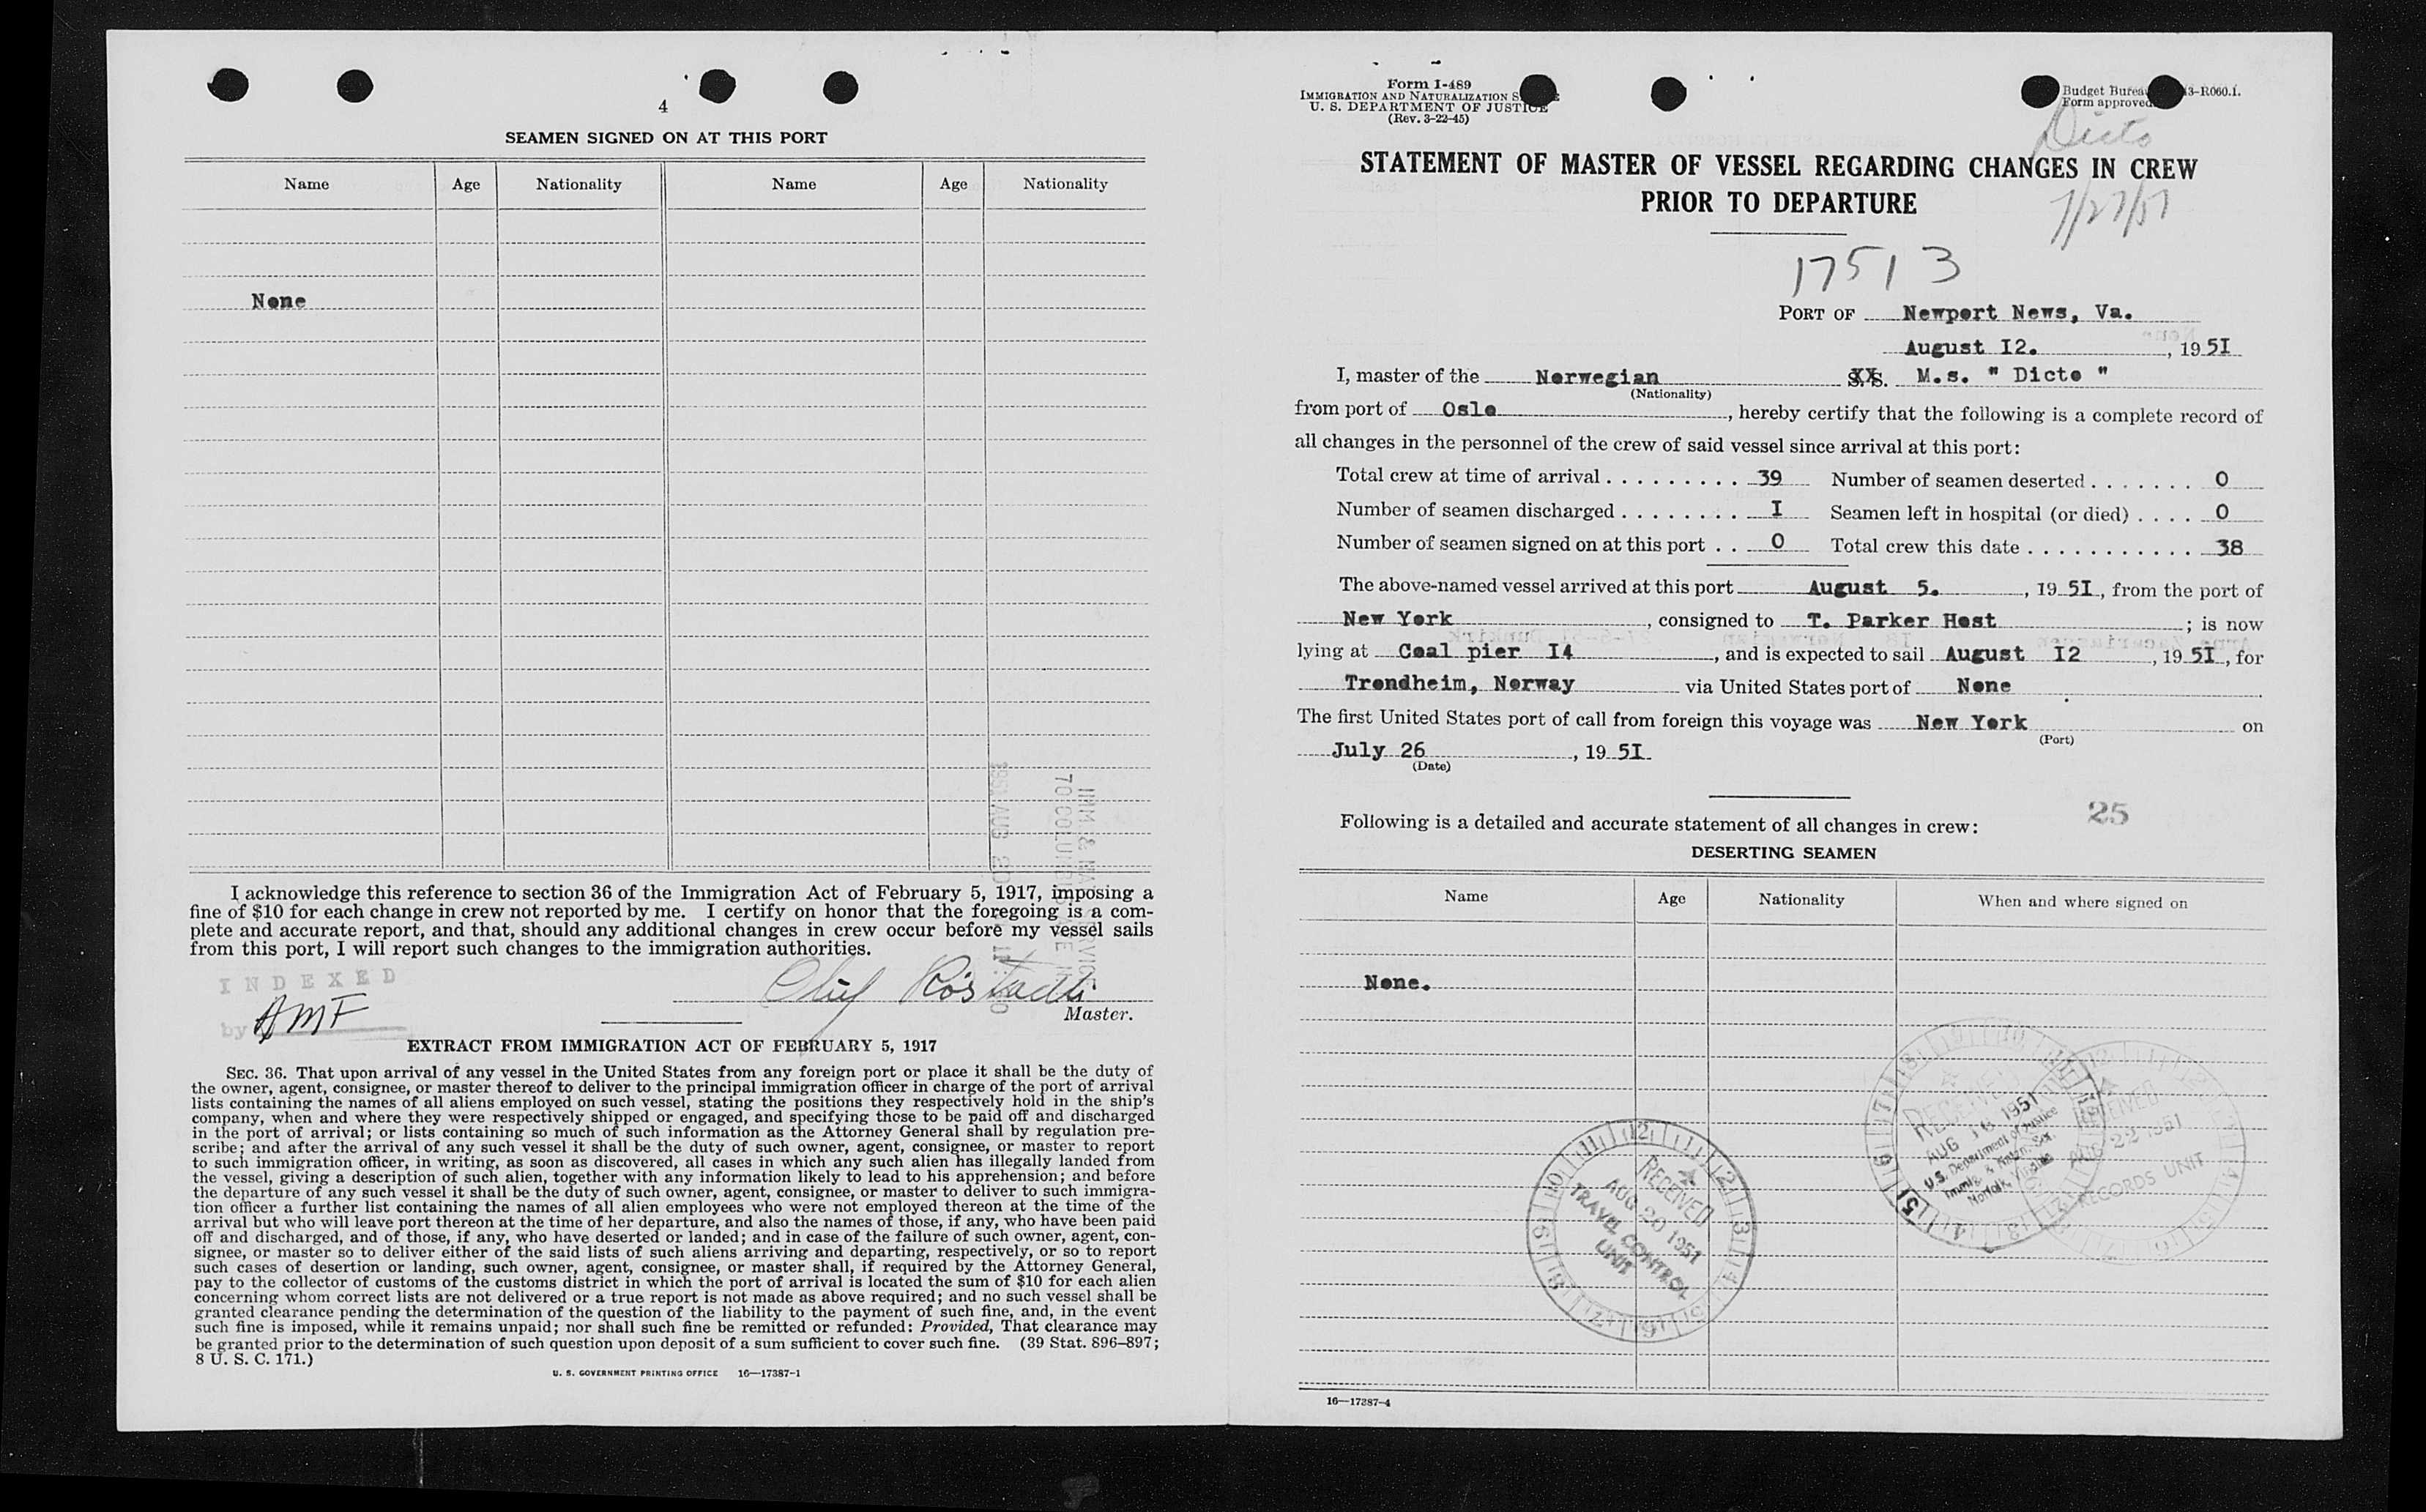 4
SEAMEN SIGNED ON AT THIS PORT
Name Age Nationality Name Age Nationality
None
I acknowledge this reference to section 36 of the Immigration Act of February 5, 1917, imposing a
fine of $10 for each change in crew not reported by me. I certify on honor that the foregoing is a com-
plete and accurate report, and that, should any additional changes in crew occur before my vessel sails
from this port, I will report such changes to the immigration authorities.
INDEXED
by AMF
Master.
EXTRACT FROM IMMIGRATION ACT OF FEBRUARY 5, 1917
SEC. 36. That upon arrival of any vessel in the United States from any foreign port or place it shall be the duty of
the owner, agent, consignee, or master thereof to deliver to the principal immigration officer in charge of the port of arrival
lists containing the names of all aliens employed on such vessel, stating the positions they respectively hold in the ship's
company, when and where they were respectively shipped or engaged, and specifying those to be paid off and discharged
in the port of arrival; or lists containing so much of such information as the Attorney General shall by regulation pre-
scribe; and after the arrival of any such vessel it shall be the duty of such owner, agent, consignee, or master to report
to such immigration officer, in writing, as soon as discovered, all cases in which any such alien has illegally landed from
the vessel, giving a description of such alien, together with any information likely to lead to his apprehension; and before
the departure of any such vessel it shall be the duty of such owner, agent, consignee, or master to deliver to such immigra-
tion officer a further list containing the names of all alien employees who were not employed thereon at the time of the
arrival but who will leave port thereon at the time of her departure, and also the names of those, if any, who have been paid
off and discharged, and of those, if any, who have deserted or landed; and in case of the failure of such owner, agent, con-
signee, or master so to deliver either of the said lists of such aliens arriving and departing, respectively, or so to report
such cases of desertion or landing, such owner, agent, consignee, or master shall, if required by the Attorney General,
pay to the collector of customs of the customs district in which the port of arrival is located the sum of $10 for each alien
concerning whom correct lists are not delivered or a true report is not made as above required; and no such vessel shall be
granted clearance pending the determination of the question of the liability to the payment of such fine, and, in the event
such fine is imposed, while it remains unpaid; nor shall such fine be remitted or refunded: Provided, That clearance may
be granted prior to the determination of such question upon deposit of a sum sufficient to cover such fine. (39 Stat. 896-897;
8 U. S. C. 171.)
U. S. GOVERNMENT PRINTING OFFICE 16—17387-1
Form I-489
IMMIGRATION AND NATURALIZATION
U. S. DEPARTMENT OF JUSTICE
(Rev. 3-22-45)
Budget Bureau 43-R060.1.
Form approved
Dicto
7/27/51
STATEMENT OF MASTER OF VESSEL REGARDING CHANGES IN CREW
PRIOR TO DEPARTURE
17513
PORT OF Newport News, Va.
August I2. , 19 5I
I, master of the Norwegian S.S. M.s. " Dicto "
(Nationality)
from port of Oslo , hereby certify that the following is a complete record of
all changes in the personnel of the crew of said vessel since arrival at this port:
Total crew at time of arrival . . . . . . . . . 39 Number of seamen deserted . . . . . . . 0
Number of seamen discharged . . . . . . . . I Seamen left in hospital (or died) . . . . 0
Number of seamen signed on at this port . . 0 Total crew this date . . . . . . . . . . . 38
The above-named vessel arrived at this port August 5. , 19 5I , from the port of
New York , consigned to T. Parker Host ; is now
lying at Coal pier I4 , and is expected to sail August I2 , 19 5I , for
Trondheim, Norway via United States port of None .
The first United States port of call from foreign this voyage was New York on
(Port)
July 26 , 19 5I
(Date)
25
Following is a detailed and accurate statement of all changes in crew:
DESERTING SEAMEN
Name Age Nationality When and where signed on
None.
RECEIVED
AUG 20 1951
TRAVEL CONTROL
UNIT
RECEIVED
AUG 16 1951
U.S. Department of Justice
RECEIVED
AUG 22 1951
RECORDS UNIT
16—17387-4